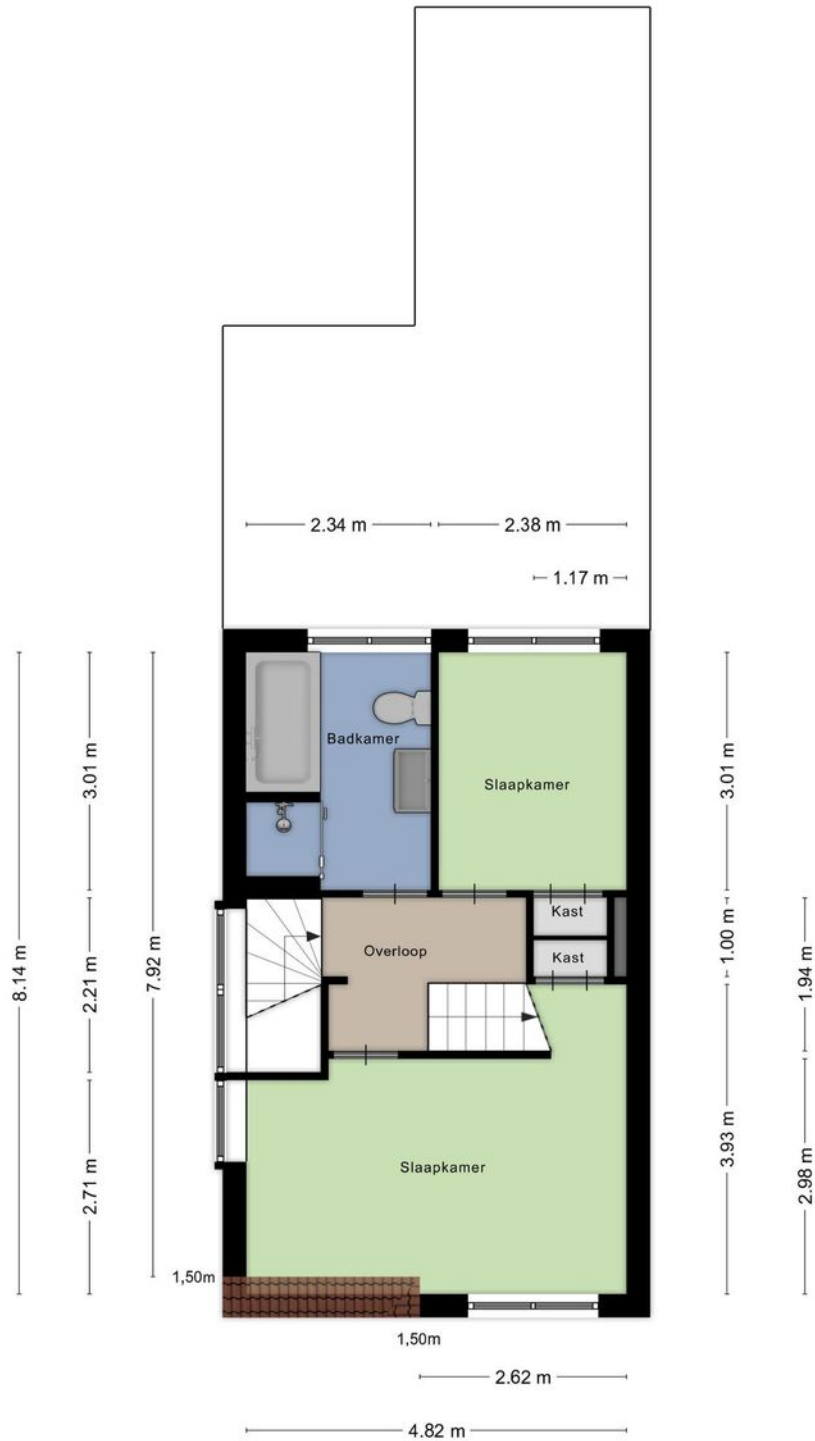 2.34 m
2.38 m
1.17 m
8.14 m
3.01 m
2.21 m
2.71 m
7.92 m
Badkamer
Slaapkamer
Overloop
Kast
Kast
Slaapkamer
3.01 m
1.00 m
3.93 m
1.94 m
2.98 m
1,50m
1,50m
2.62 m
4.82 m